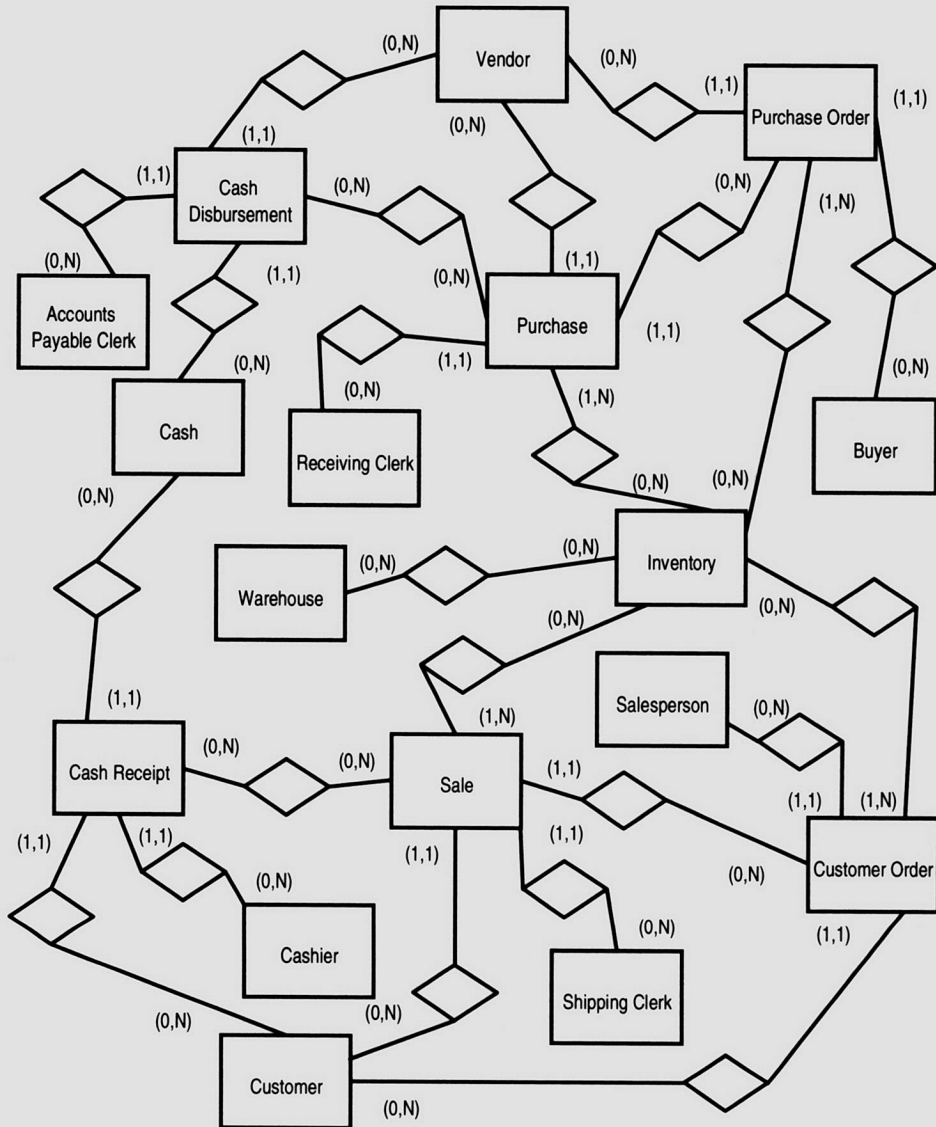 (0,N)
Vendor
(0,N)
(1,1)
(1,1)
Purchase Order
(0,N)
(1,1)
(1,1)
Cash
Disbursement
(0,N)
(0,N)
(1,N)
(0,N)
Accounts
Payable Clerk
(1,1)
(0,N)
(1,1)
Purchase
(1,1)
(1,1)
(0,N)
(0,N)
(0,N)
(1,N)
Cash
Receiving Clerk
Buyer
(0,N)
(0,N)
(0,N)
Warehouse
(0,N)
(0,N)
Inventory
(0,N)
(0,N)
Salesperson
(0,N)
(1,1)
(1,N)
Cash Receipt
(0,N)
(0,N)
Sale
(1,1)
(1,1)
(1,N)
(1,1)
(1,1)
(1,1)
(1,1)
(0,N)
Customer Order
(0,N)
(1,1)
Cashier
(0,N)
Shipping Clerk
(0,N)
(0,N)
Customer
(0,N)